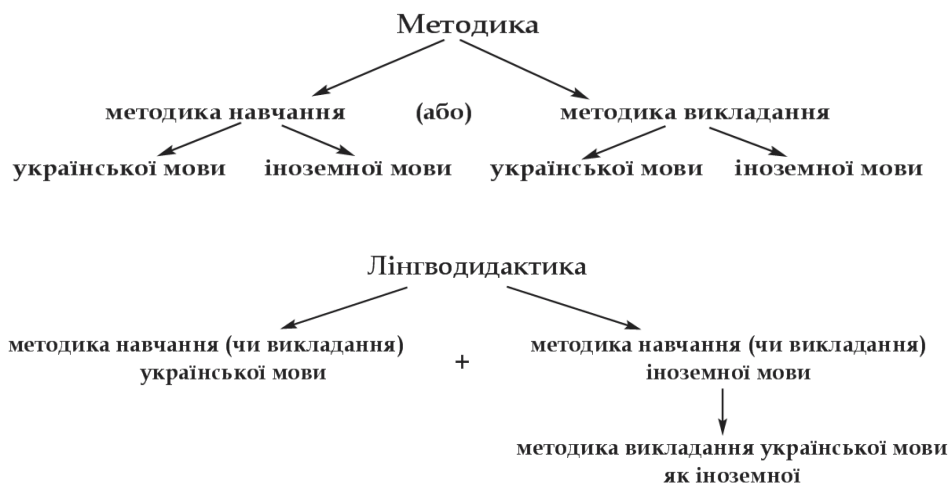 Методика
методика навчання (або) методика викладання
української мови іноземної мови української мови іноземної мови
Лінгводидактика
методика навчання (чи викладання) + методика навчання (чи викладання)
української мови іноземної мови
методика викладання української мови
як іноземної